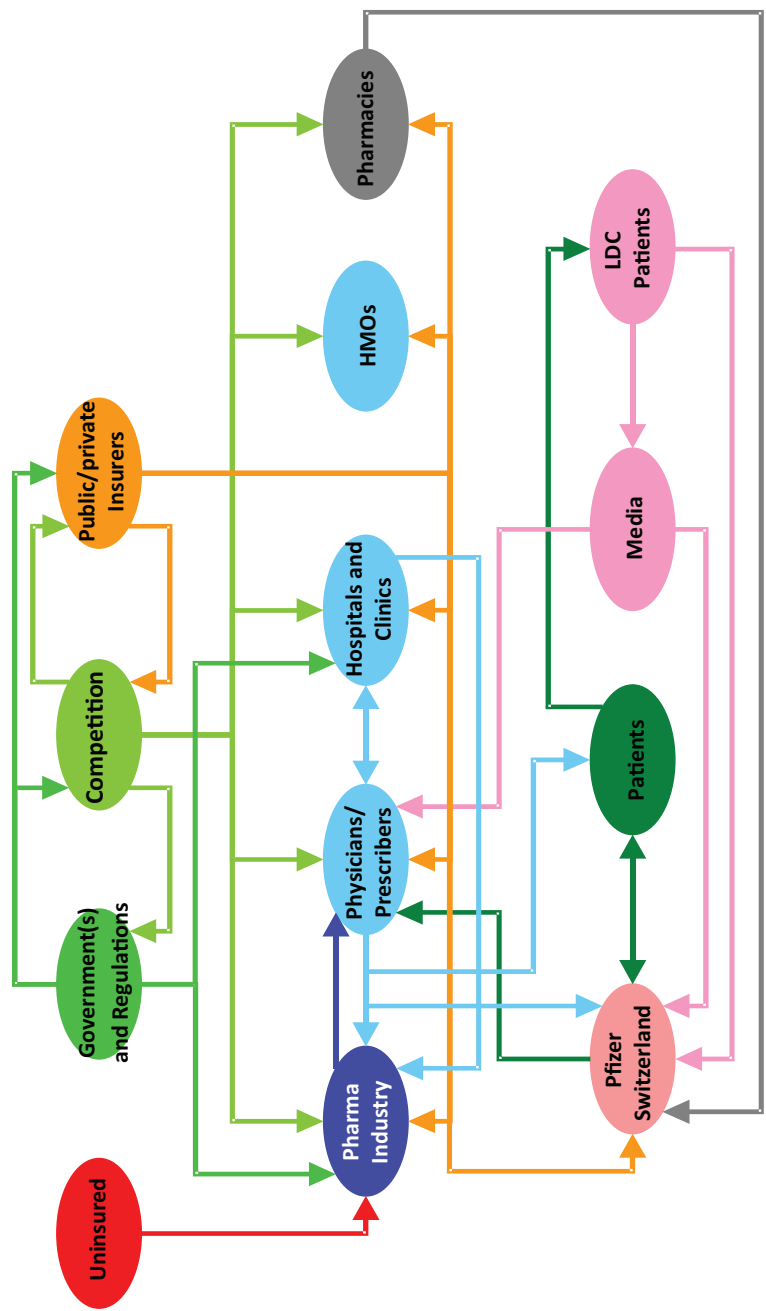 Uninsured
Government(s)
and Regulations
Competition
Public/private
Insurers
Pharma
Industry
Physicians/
Prescribers
Hospitals and
Clinics
HMOs
Pharmacies
Pfizer
Switzerland
Patients
Media
LDC
Patients